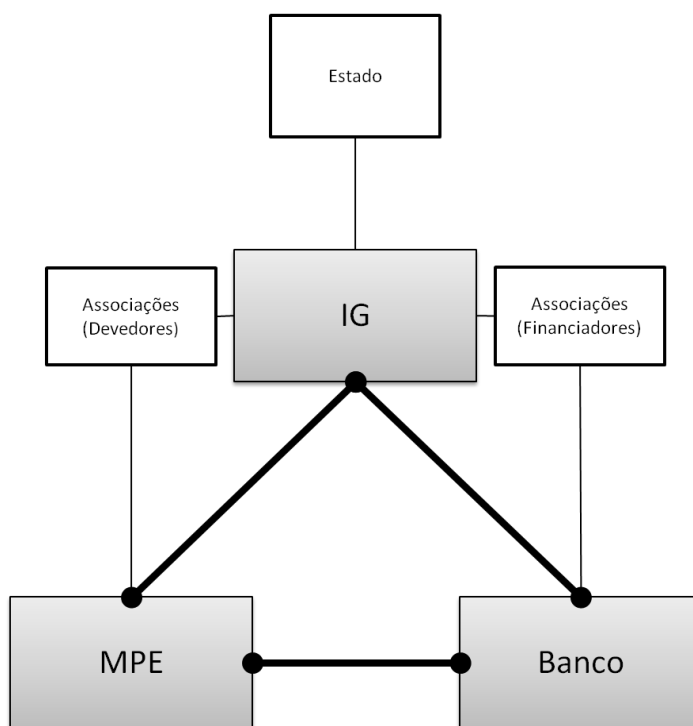 Estado
Associações
(Devedores)
IG
Associações
(Financiadores)
MPE
Banco